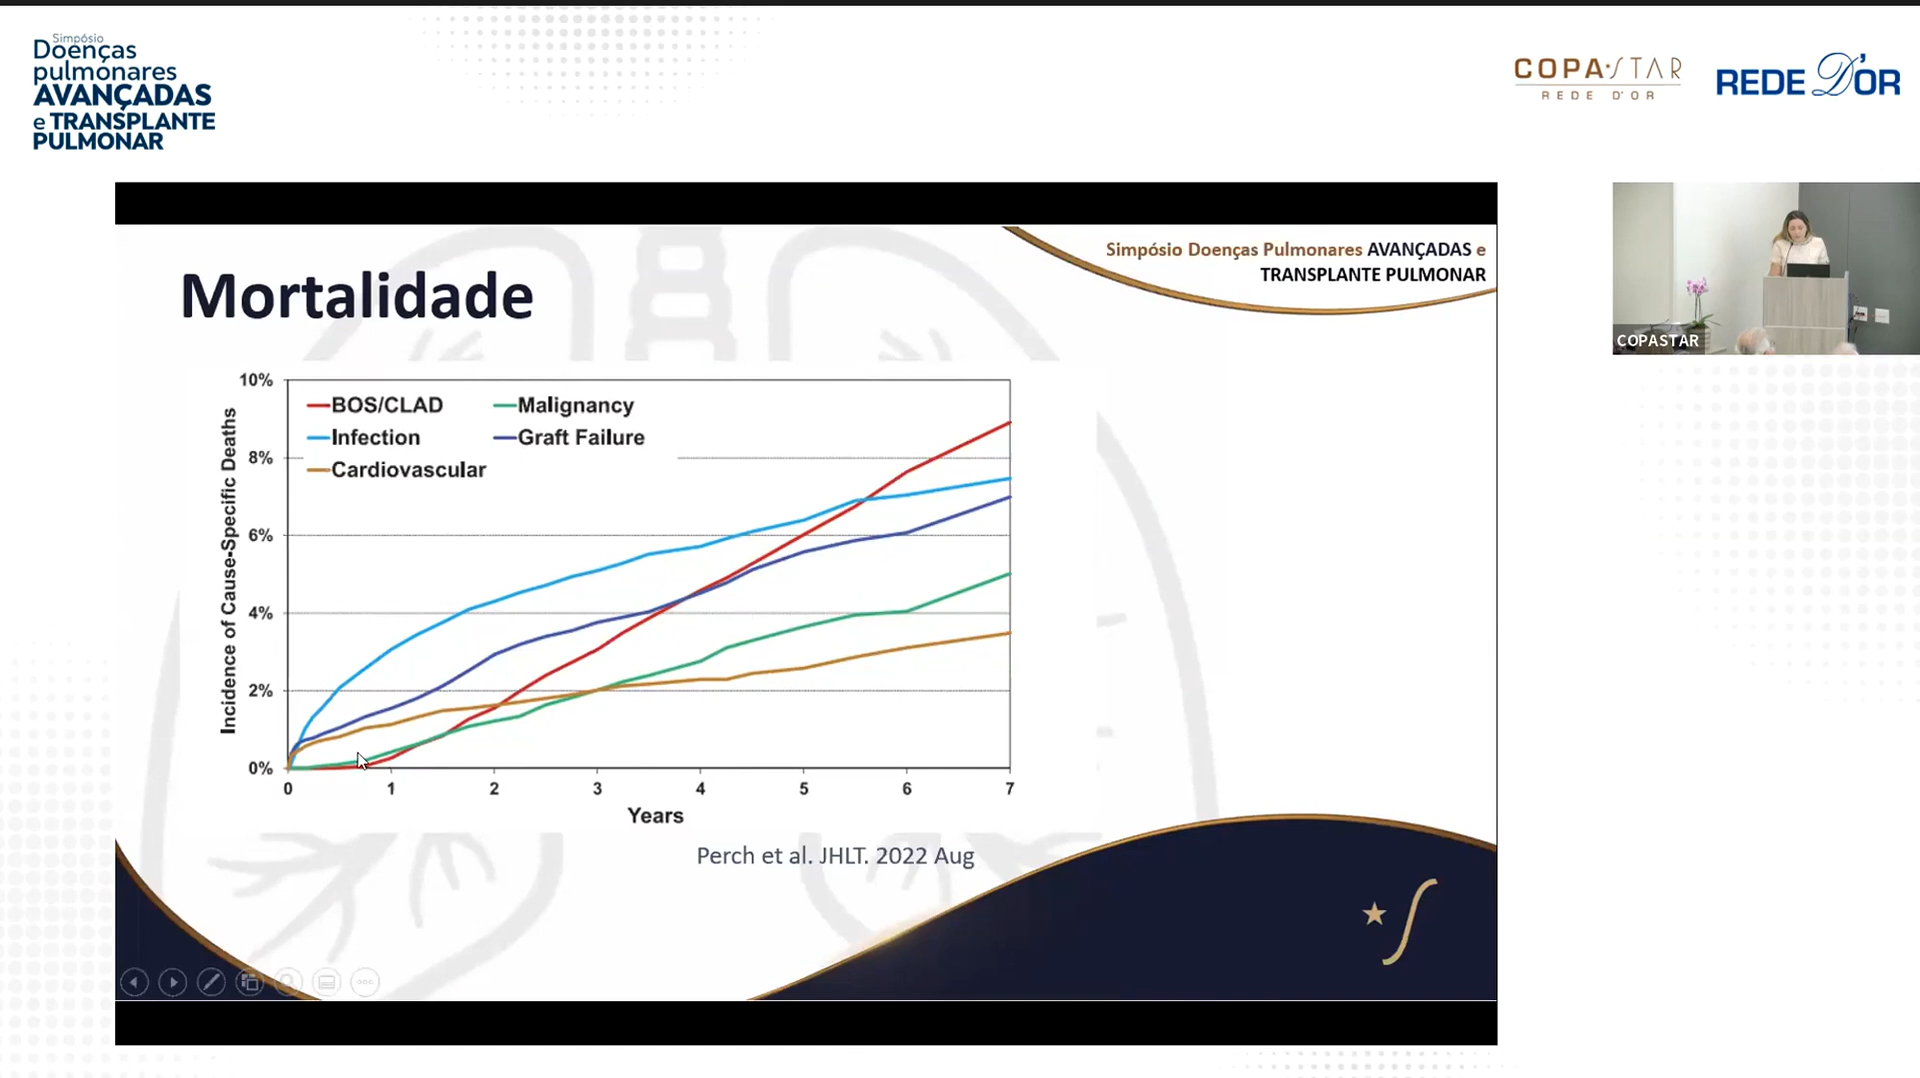 Simpósio
Doenças
pulmonares
AVANÇADAS
e TRANSPLANTE
PULMONAR
COPA·STAR
REDE D'OR
REDE D'OR
Simpósio Doenças Pulmonares AVANÇADAS e
TRANSPLANTE PULMONAR
Mortalidade
COPASTAR
Incidence of Cause-Specific Deaths
10%
8%
6%
4%
2%
0%
BOS/CLAD
Malignancy
Infection
Graft Failure
Cardiovascular
0 1 2 3 4 5 6 7
Years
Perch et al. JHLT. 2022 Aug